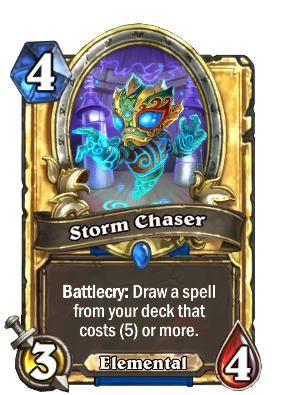 4
Storm Chaser
Battlecry: Draw a spell
from your deck that
costs (5) or more.
3
Elemental
4